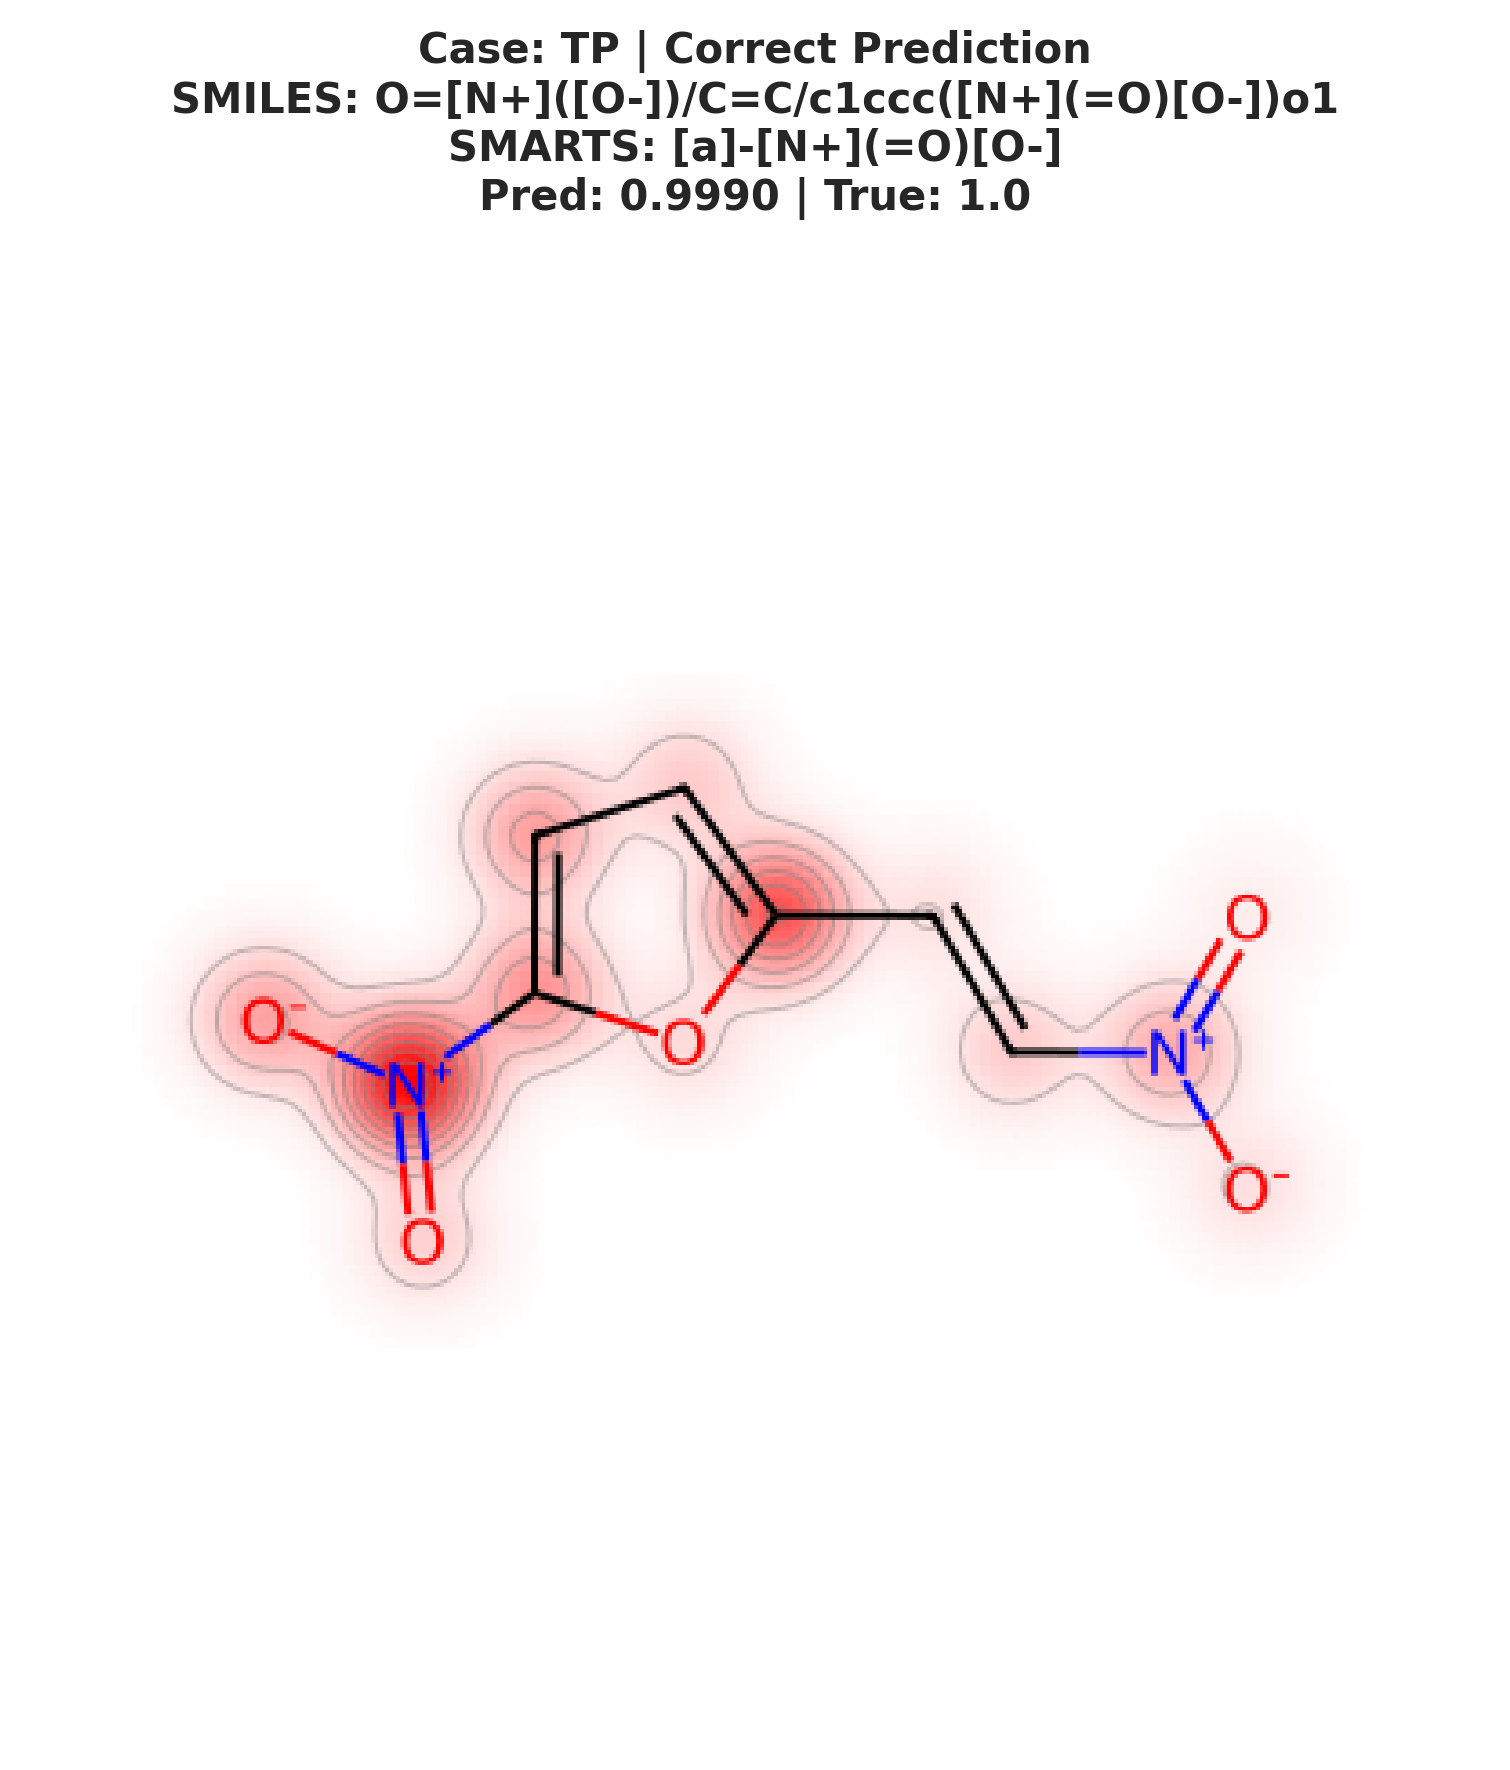 Case: TP | Correct Prediction
SMILES: O=[N+]([O-])/C=C/c1ccc([N+](=O)[O-])o1
SMARTS: [a]-[N+](=O)[O-]
Pred: 0.9990 | True: 1.0
O
O⁻
O
N⁺
N⁺
O⁻
O